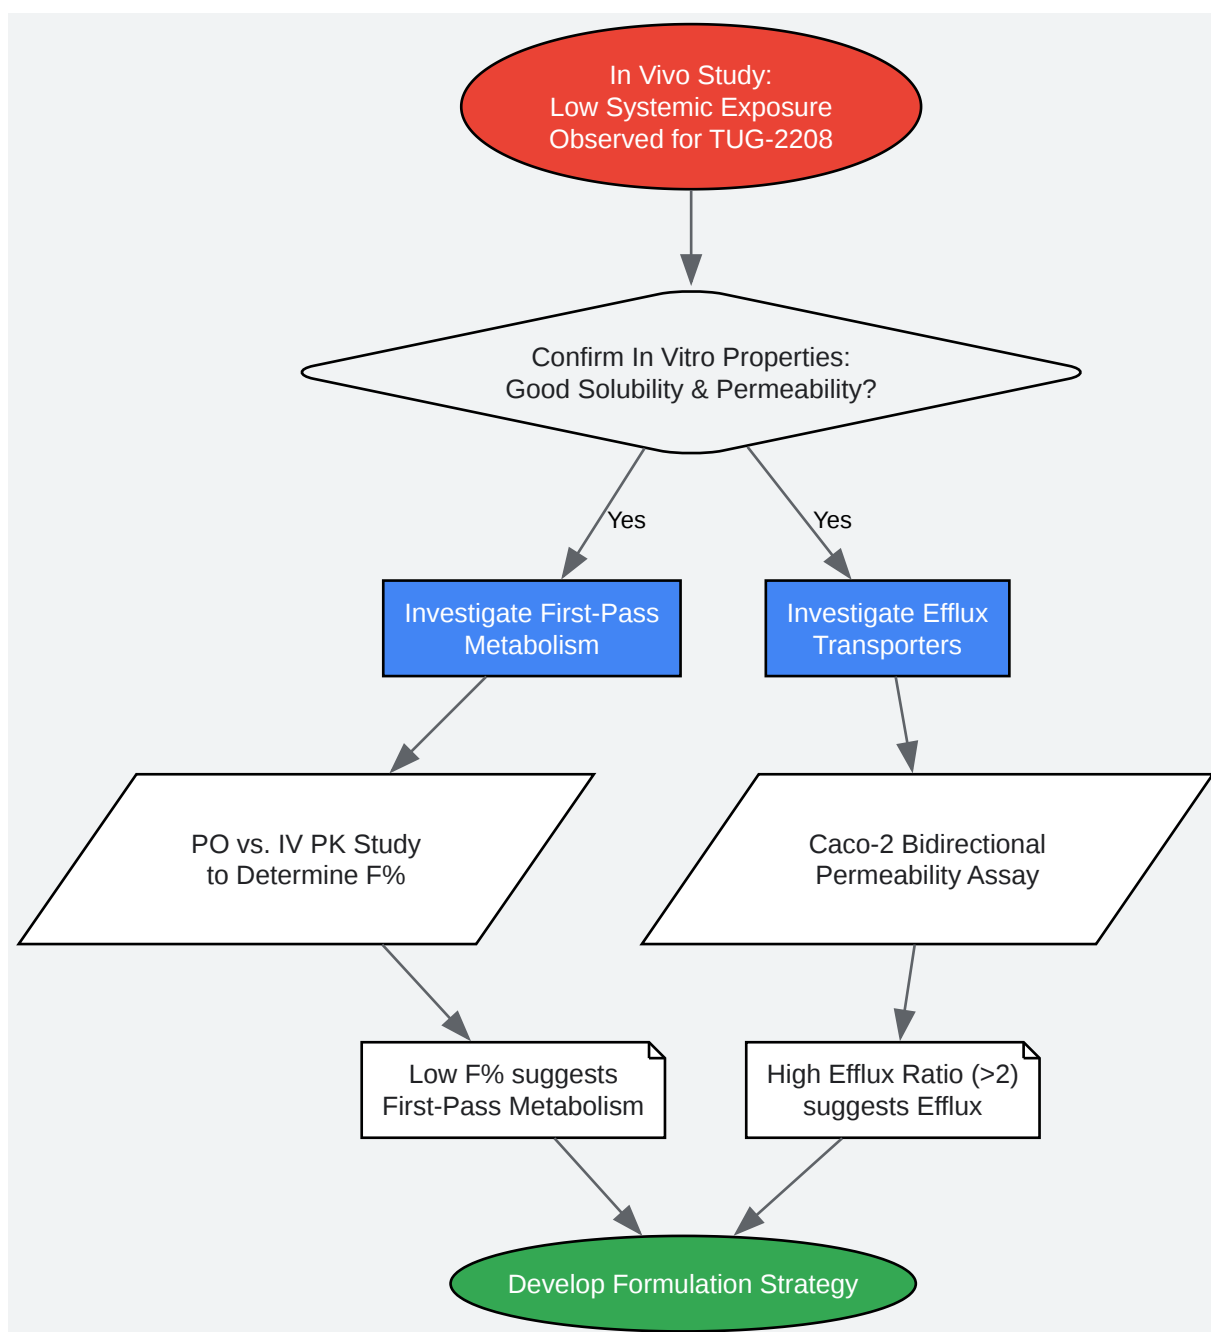 In Vivo Study:
Low Systemic Exposure
Observed for TUG-2208
Confirm In Vitro Properties:
Good Solubility & Permeability?
Yes
Yes
Investigate First-Pass
Metabolism
Investigate Efflux
Transporters
PO vs. IV PK Study
to Determine F%
Caco-2 Bidirectional
Permeability Assay
Low F% suggests
First-Pass Metabolism
High Efflux Ratio (>2)
suggests Efflux
Develop Formulation Strategy